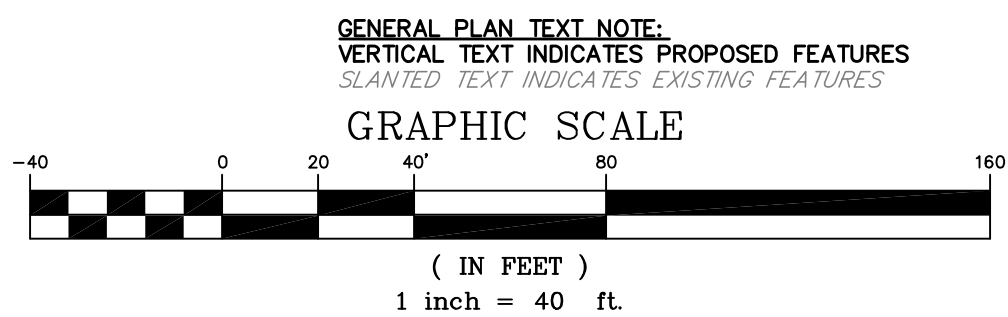 GENERAL PLAN TEXT NOTE:
VERTICAL TEXT INDICATES PROPOSED FEATURES
SLANTED TEXT INDICATES EXISTING FEATURES
GRAPHIC SCALE
-40 0 20 40' 80 160
( IN FEET )
1 inch = 40 ft.